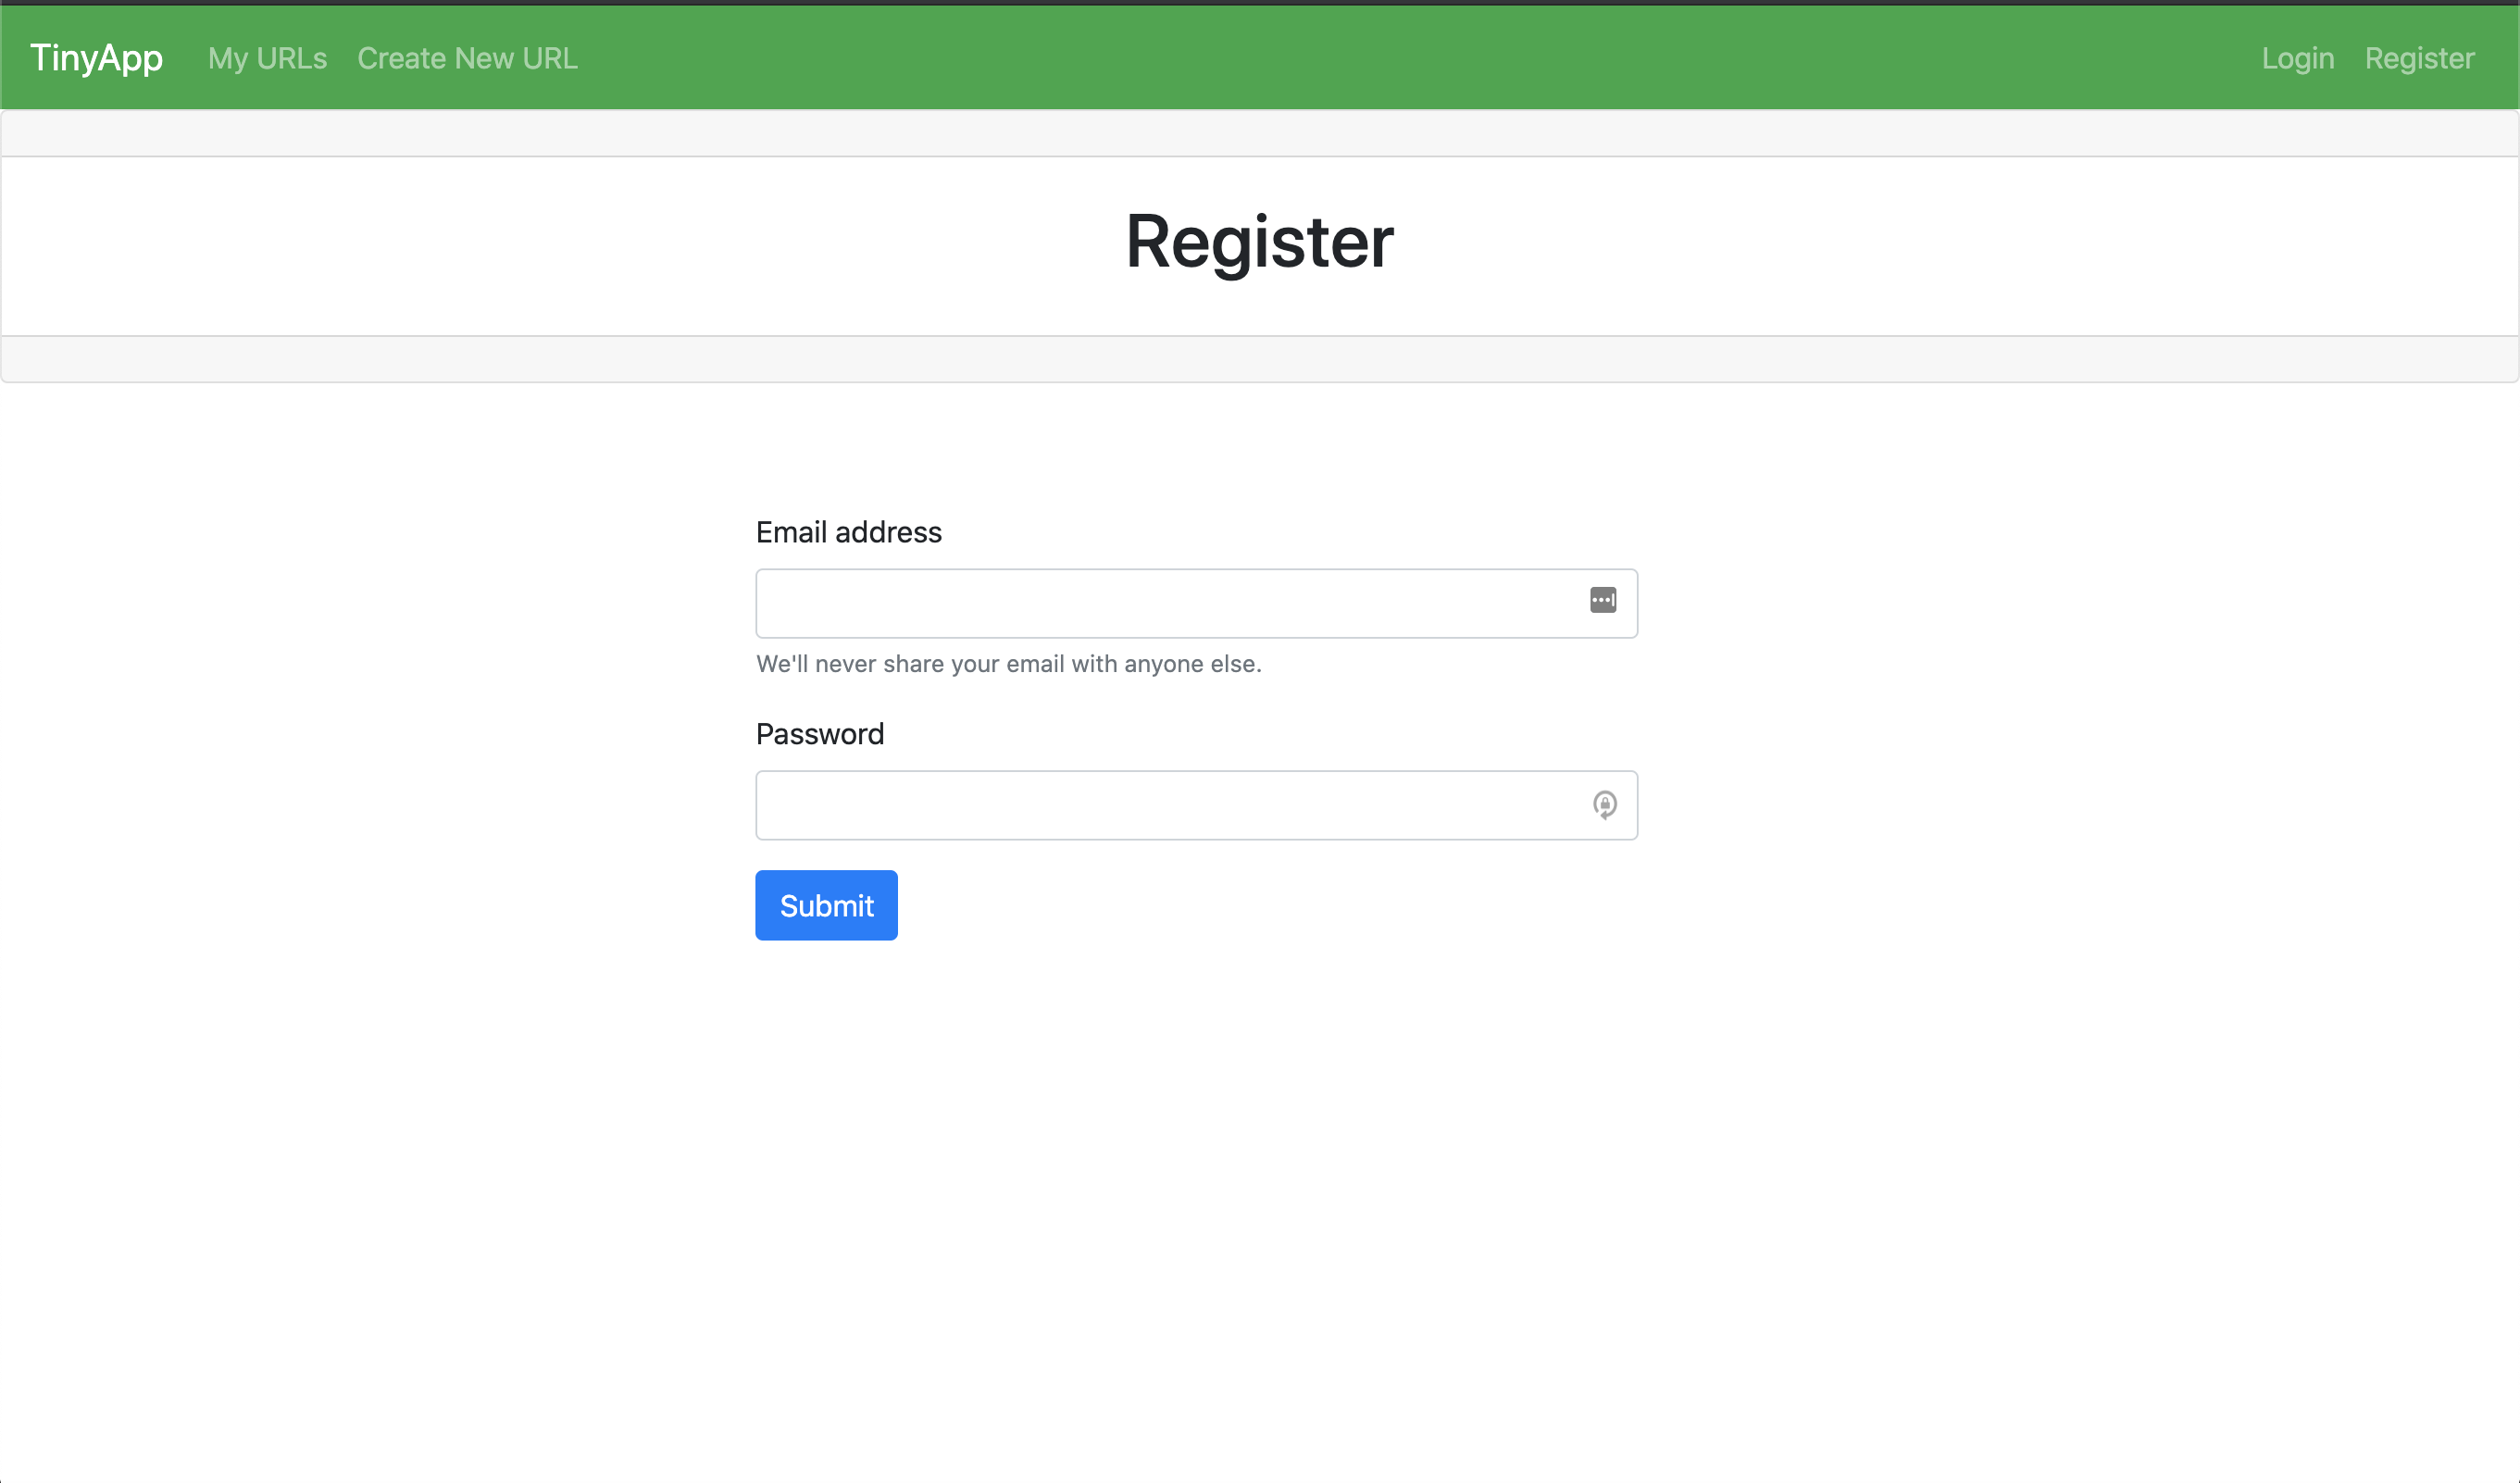 TinyApp My URLs Create New URL Login Register
Register
Email address
We'll never share your email with anyone else.
Password
Submit